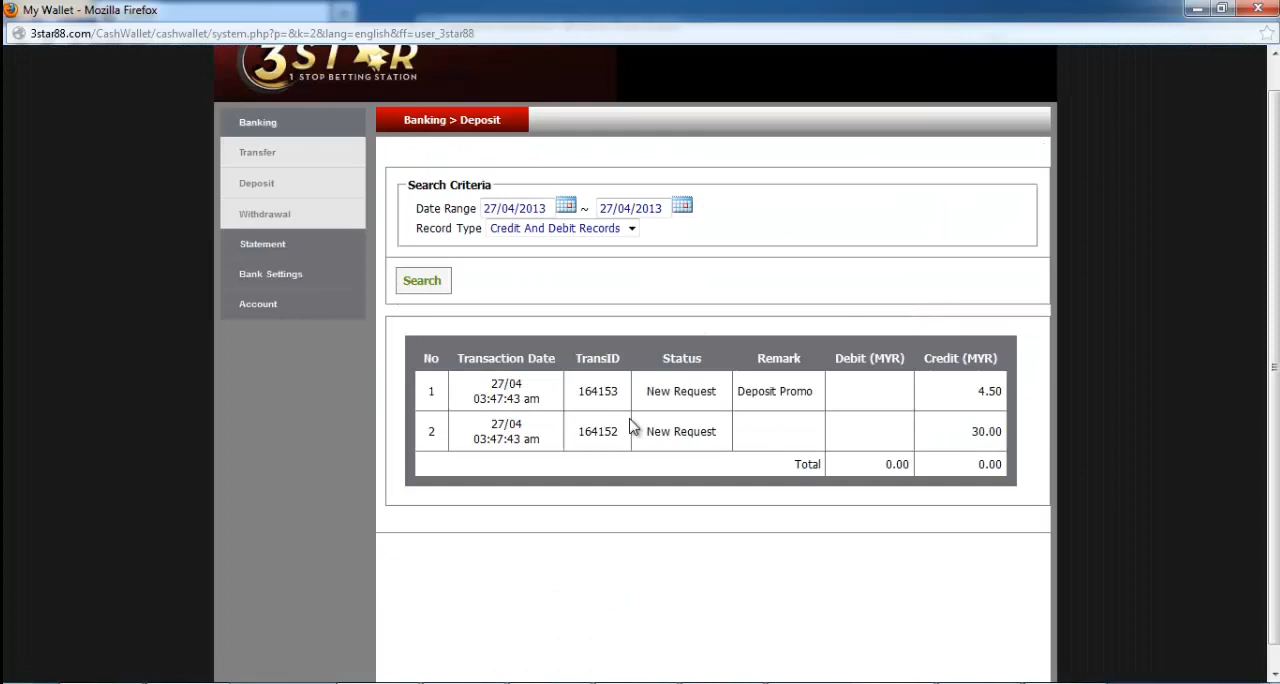 My Wallet - Mozilla Firefox
3star88.com/CashWallet/cashwallet/system.php?p=&k=2&lang=english&ff=user_3star88
3STAR
1 STOP BETTING STATION
Banking
Transfer
Deposit
Withdrawal
Statement
Bank Settings
Account
Banking > Deposit
Search Criteria
Date Range 27/04/2013 ~ 27/04/2013
Record Type Credit And Debit Records
Search
No Transaction Date TransID Status Remark Debit (MYR) Credit (MYR)
1 27/04 03:47:43 am 164153 New Request Deposit Promo 4.50
2 27/04 03:47:43 am 164152 New Request 30.00
Total 0.00 0.00